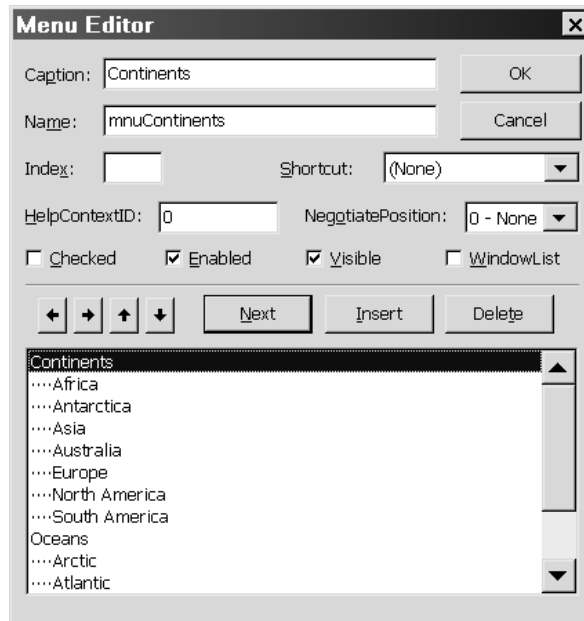 Menu Editor
Caption: Continents OK
Name: mnuContinents Cancel
Index: Shortcut: (None)
HelpContextID: 0 NegotiatePosition: 0 - None
Checked Enabled Visible WindowList
Next Insert Delete
Continents
····Africa
····Antarctica
····Asia
····Australia
····Europe
····North America
····South America
Oceans
····Arctic
····Atlantic